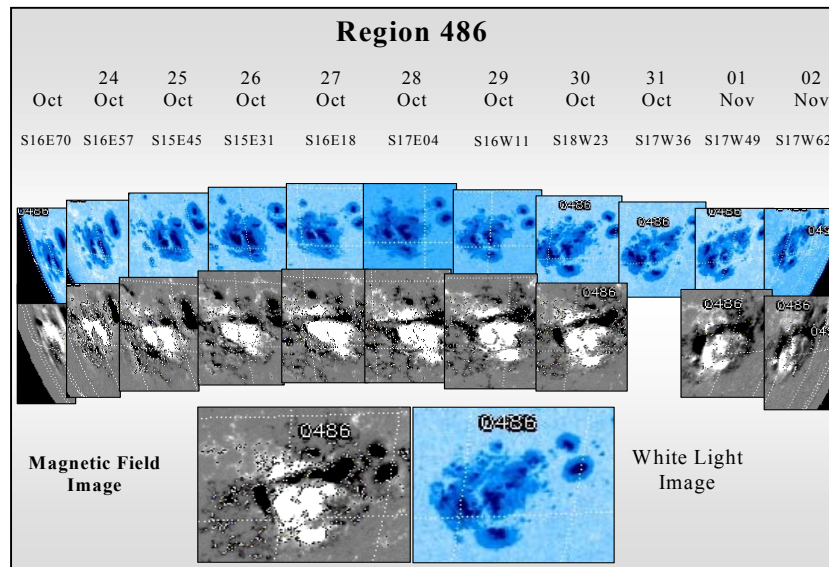 Region 486
24 25 26 27 28 29 30 31 01 02
Oct Oct Oct Oct Oct Oct Oct Oct Oct Nov Nov
S16E70 S16E57 S15E45 S15E31 S16E18 S17E04 S16W11 S18W23 S17W36 S17W49 S17W62
0486
0486
0486
0486
0486
0486
0486
0486 0486
Magnetic Field
Image
White Light
Image